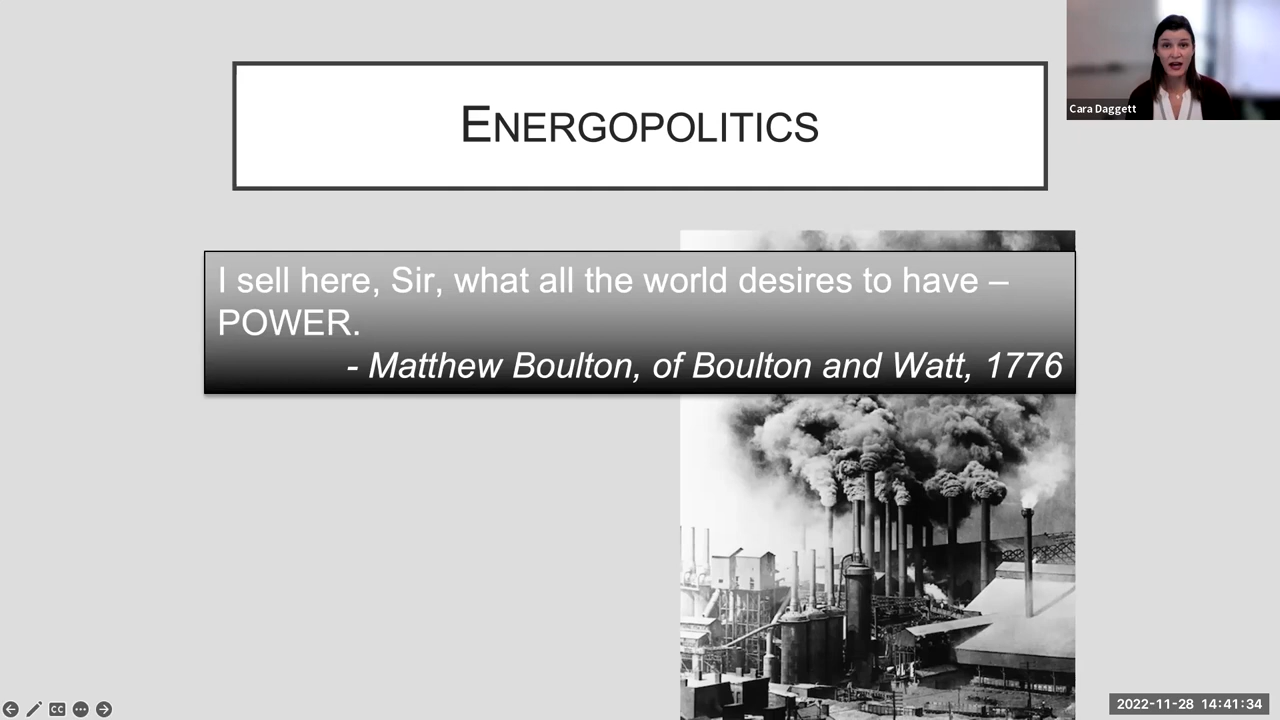 Cara Daggett
ENERGOPOLITICS
I sell here, Sir, what all the world desires to have –
POWER.
- Matthew Boulton, of Boulton and Watt, 1776
CC
2022-11-28 14:41:34